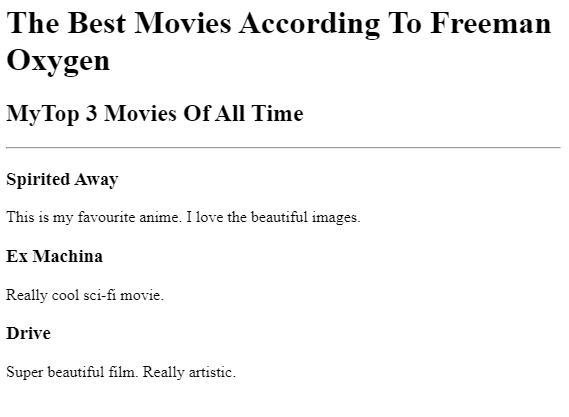 The Best Movies According To Freeman
Oxygen
MyTop 3 Movies Of All Time
Spirited Away
This is my favourite anime. I love the beautiful images.
Ex Machina
Really cool sci-fi movie.
Drive
Super beautiful film. Really artistic.